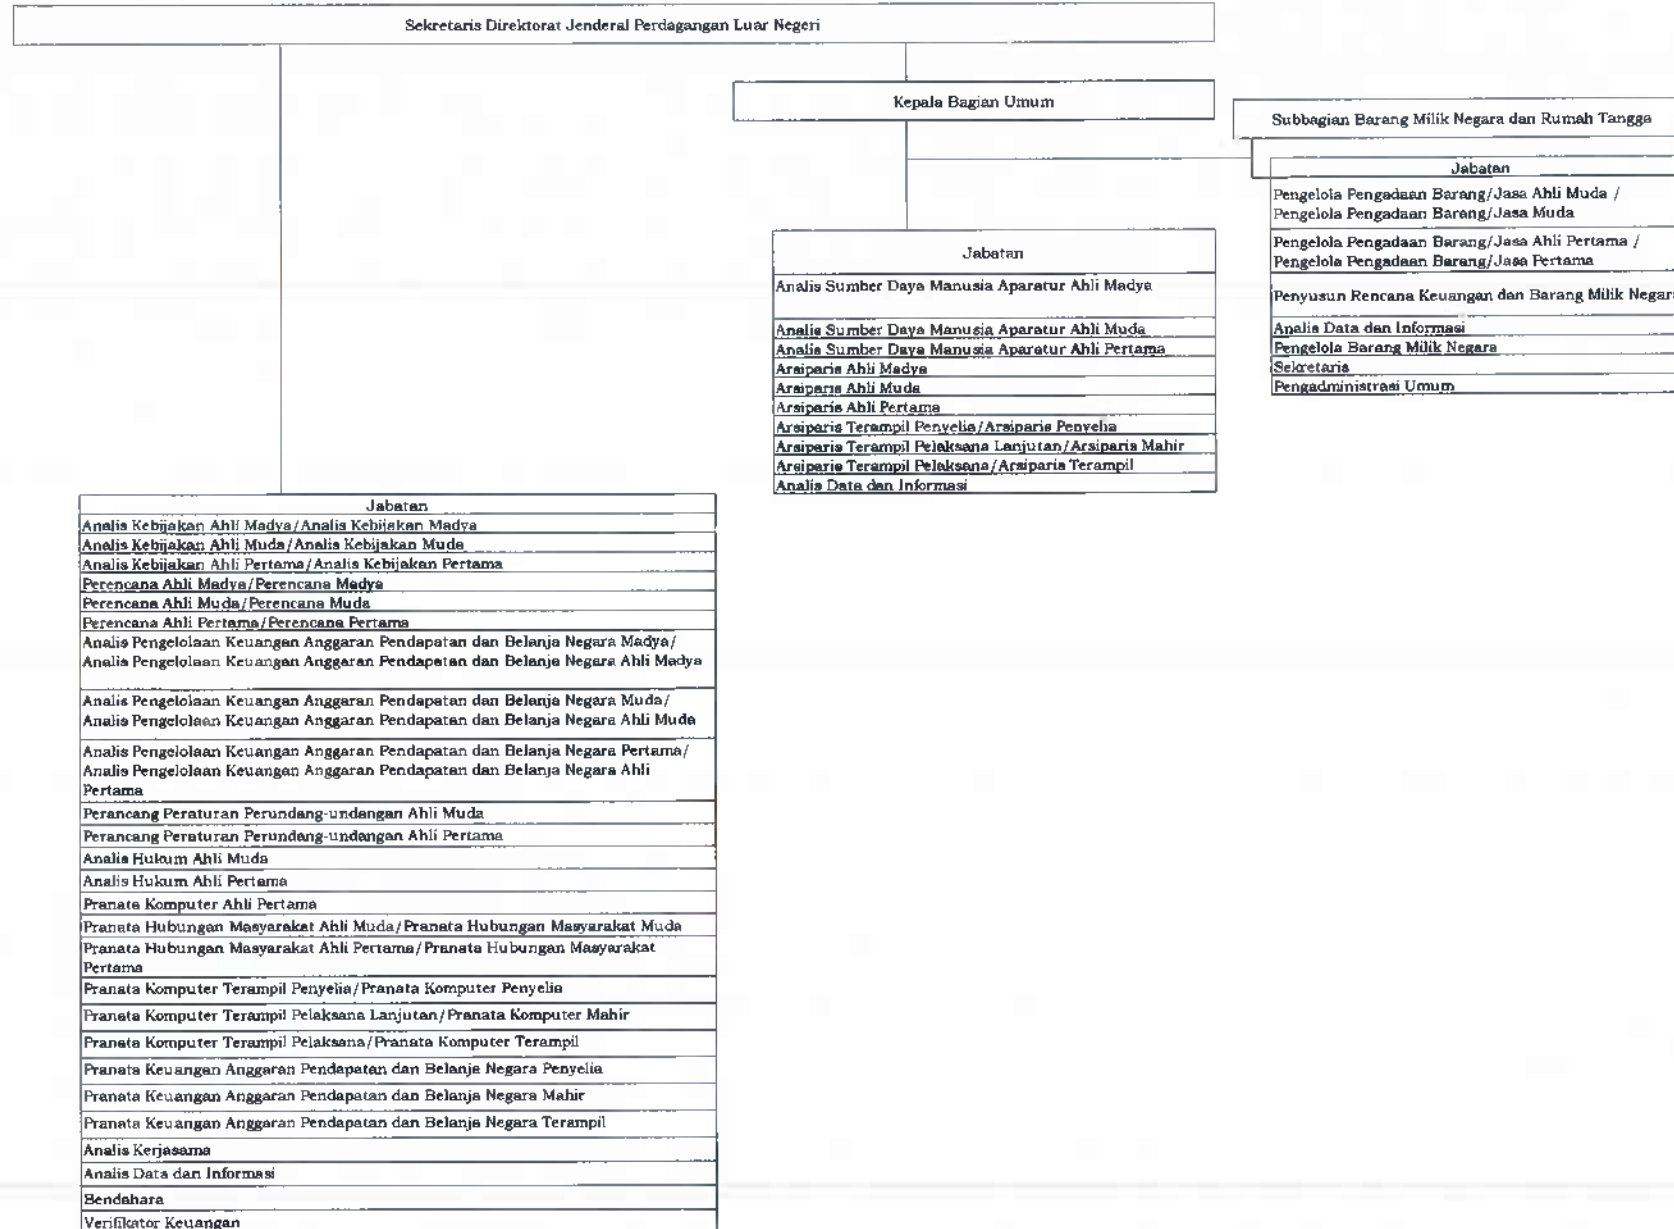 Sekretaris Direktorat Jenderal Perdagangan Luar Negeri
Kepala Bagian Umum
Subbagian Barang Milik Negara dan Rumah Tangga
Jabatan
Pengelola Pengadaan Barang/Jasa Ahli Muda /
Pengelola Pengadaan Barang/Jasa Muda
Pengelola Pengadaan Barang/Jasa Ahli Pertama /
Pengelola Pengadaan Barang/Jasa Pertama
Penyusun Rencana Keuangan dan Barang Milik Negara
Analis Data dan Informasi
Pengelola Barang Milik Negara
Sekretaris
Pengadministrasi Umum
Jabatan
Analis Sumber Daya Manusia Aparatur Ahli Madya
Analis Sumber Daya Manusia Aparatur Ahli Muda
Analis Sumber Daya Manusia Aparatur Ahli Pertama
Arsiparis Ahli Madya
Arsiparis Ahli Muda
Arsiparis Ahli Pertama
Arsiparis Terampil Penyelia/Arsiparis Penyelia
Arsiparis Terampil Pelaksana Lanjutan/Arsiparis Mahir
Arsiparis Terampil Pelaksana/Arsiparis Terampil
Analis Data dan Informasi
Jabatan
Analis Kebijakan Ahli Madya/Analis Kebijakan Madya
Analis Kebijakan Ahli Muda/Analis Kebijakan Muda
Analis Kebijakan Ahli Pertama/Analis Kebijakan Pertama
Perencana Ahli Madya/Perencana Madya
Perencana Ahli Muda/Perencana Muda
Perencana Ahli Pertama/Perencana Pertama
Analis Pengelolaan Keuangan Anggaran Pendapatan dan Belanja Negara Madya/
Analis Pengelolaan Keuangan Anggaran Pendapatan dan Belanja Negara Ahli Madya
Analis Pengelolaan Keuangan Anggaran Pendapatan dan Belanja Negara Muda/
Analis Pengelolaan Keuangan Anggaran Pendapatan dan Belanja Negara Ahli Muda
Analis Pengelolaan Keuangan Anggaran Pendapatan dan Belanja Negara Pertama/
Analis Pengelolaan Keuangan Anggaran Pendapatan dan Belanja Negara Ahli
Pertama
Perancang Peraturan Perundang-undangan Ahli Muda
Perancang Peraturan Perundang-undangan Ahli Pertama
Analis Hukum Ahli Muda
Analis Hukum Ahli Pertama
Pranata Komputer Ahli Pertama
Pranata Hubungan Masyarakat Ahli Muda/Pranata Hubungan Masyarakat Muda
Pranata Hubungan Masyarakat Ahli Pertama/Pranata Hubungan Masyarakat
Pertama
Pranata Komputer Terampil Penyelia/Pranata Komputer Penyelia
Pranata Komputer Terampil Pelaksana Lanjutan/Pranata Komputer Mahir
Pranata Komputer Terampil Pelaksana/Pranata Komputer Terampil
Pranata Keuangan Anggaran Pendapatan dan Belanja Negara Penyelia
Pranata Keuangan Anggaran Pendapatan dan Belanja Negara Mahir
Pranata Keuangan Anggaran Pendapatan dan Belanja Negara Terampil
Analis Kerjasama
Analis Data dan Informasi
Bendahara
Verifikator Keuangan